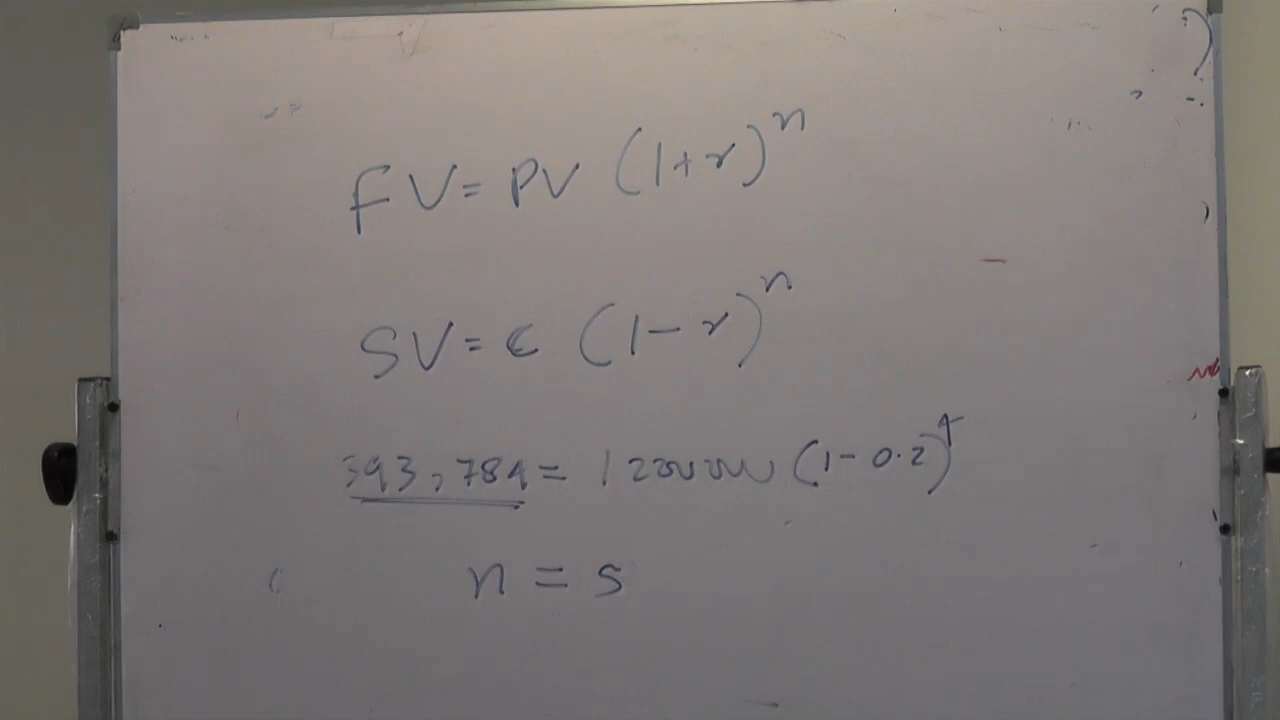 FV = PV (1+r)^n
SV = c (1-r)^n
393,784 = 1200000 (1-0.2)^4
n = 5